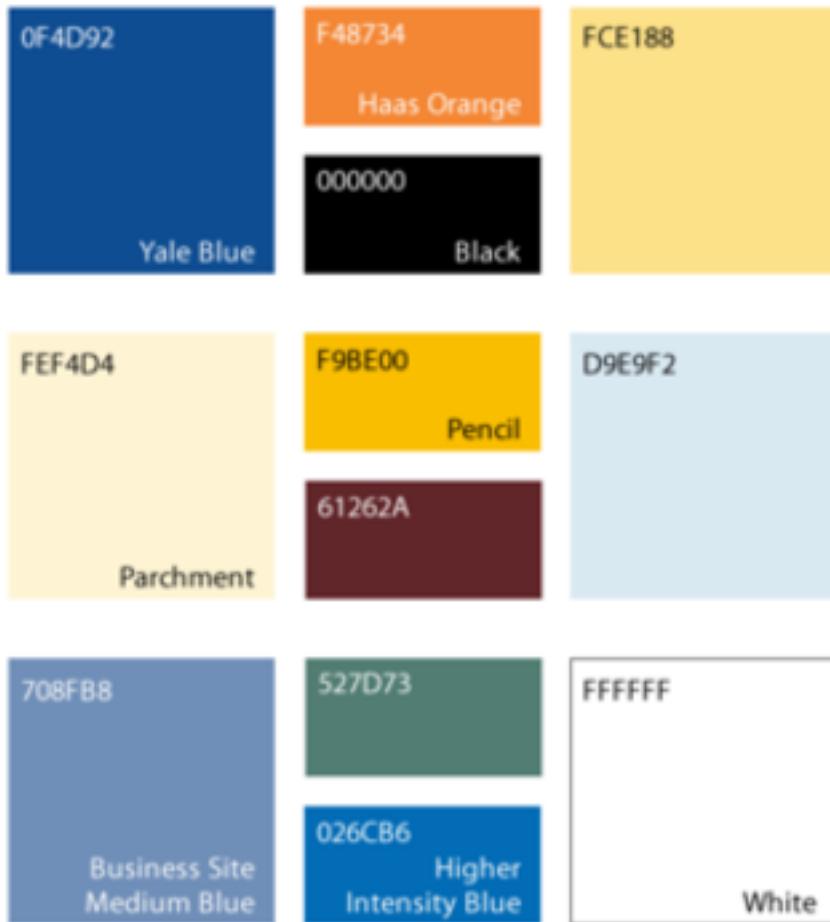 0F4D92
Yale Blue
F48734
Haas Orange
000000
Black
FCE188
FEF4D4
Parchment
F9BE00
Pencil
61262A
D9E9F2
708FB8
Business Site
Medium Blue
527D73
026CB6
Higher
Intensity Blue
FFFFFF
White